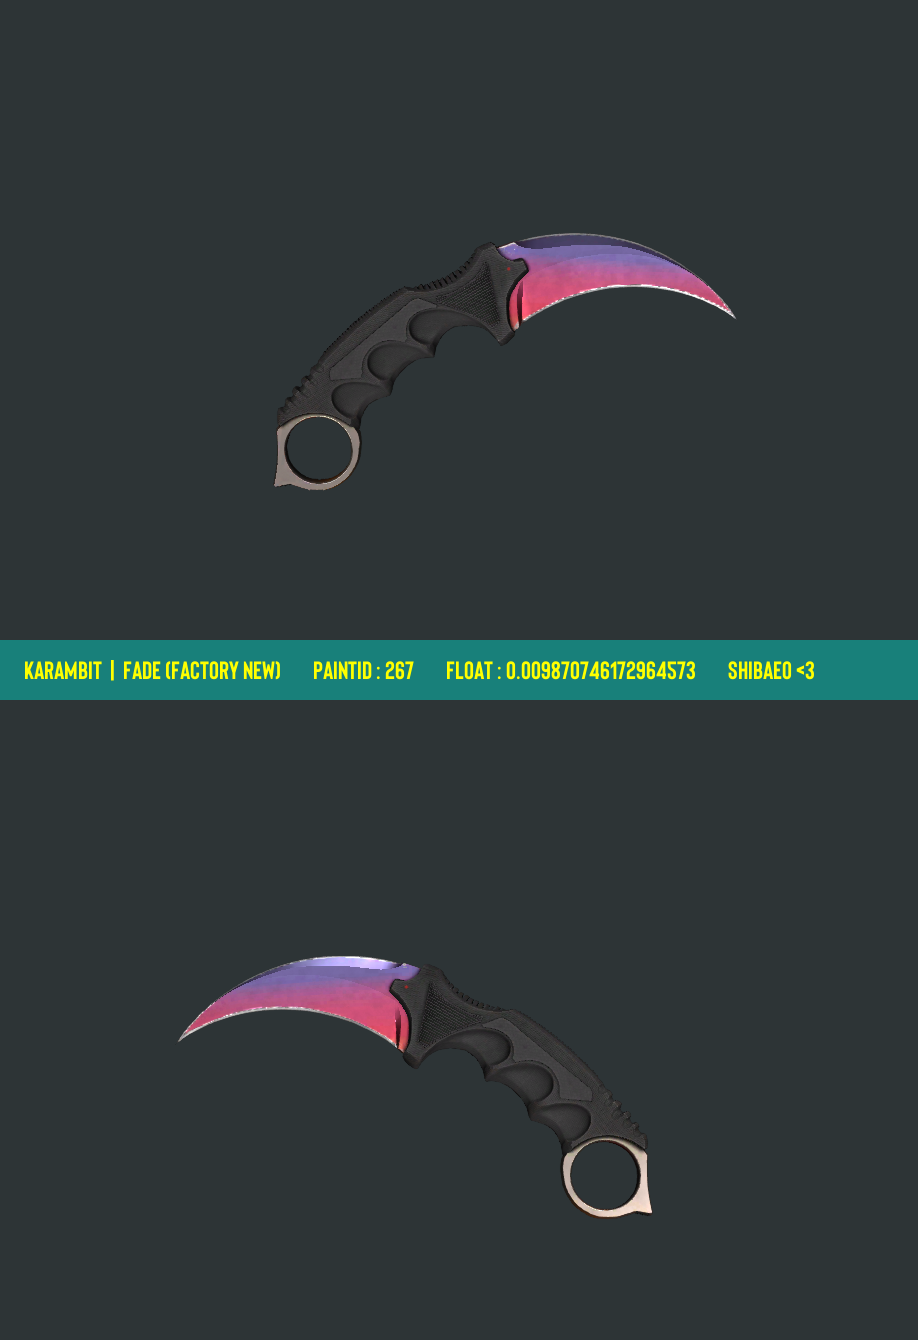 KARAMBIT | FADE (FACTORY NEW) PAINTID : 267 FLOAT : 0.009870746172964573 SHIBAEO <3